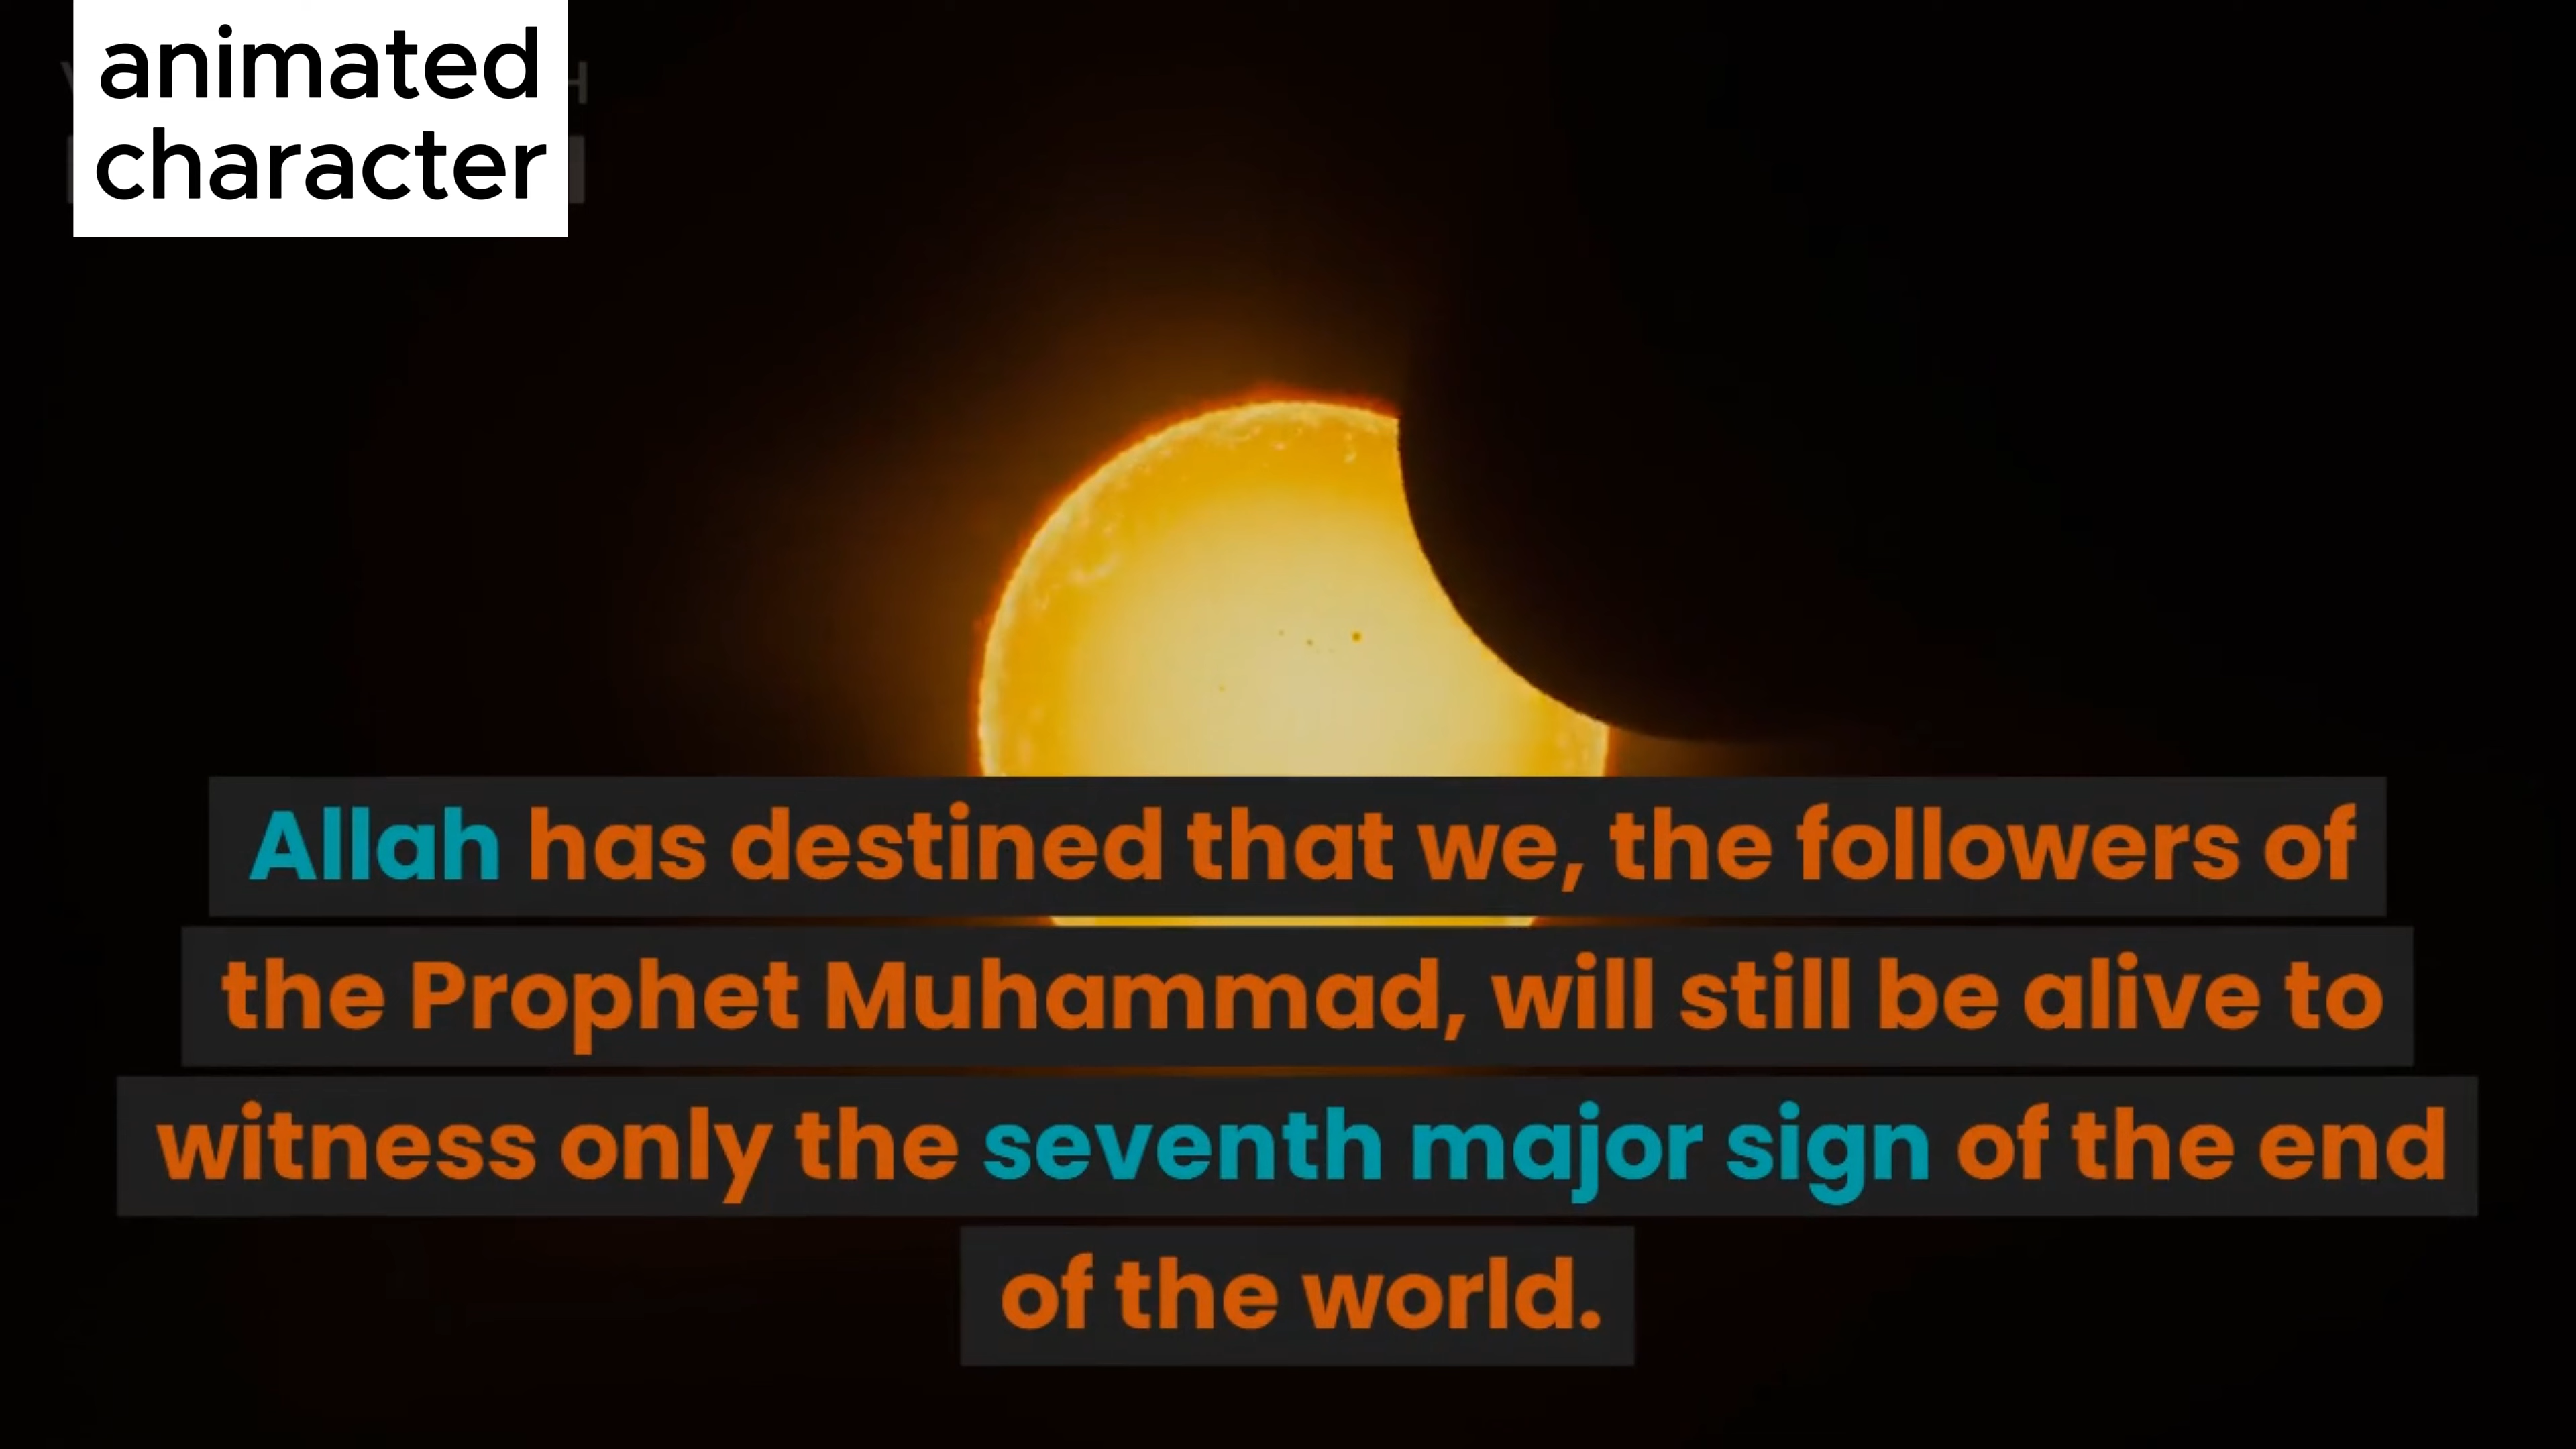 animated
character
Allah has destined that we, the followers of
the Prophet Muhammad, will still be alive to
witness only the seventh major sign of the end
of the world.